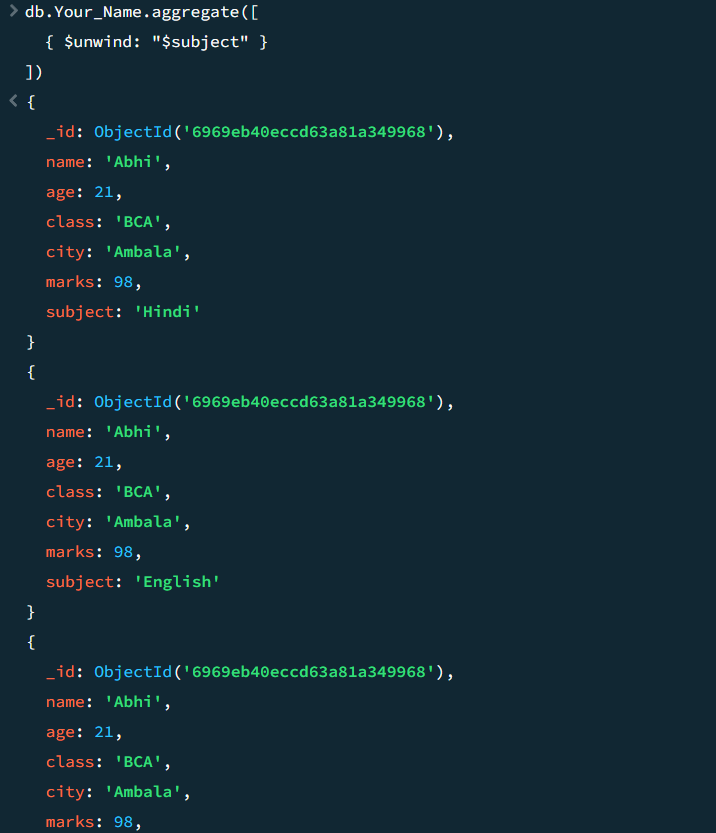 > db.Your_Name.aggregate([
{ $unwind: "$subject" }
])
< {
_id: ObjectId('6969eb40eccd63a81a349968'),
name: 'Abhi',
age: 21,
class: 'BCA',
city: 'Ambala',
marks: 98,
subject: 'Hindi'
}
{
_id: ObjectId('6969eb40eccd63a81a349968'),
name: 'Abhi',
age: 21,
class: 'BCA',
city: 'Ambala',
marks: 98,
subject: 'English'
}
{
_id: ObjectId('6969eb40eccd63a81a349968'),
name: 'Abhi',
age: 21,
class: 'BCA',
city: 'Ambala',
marks: 98,